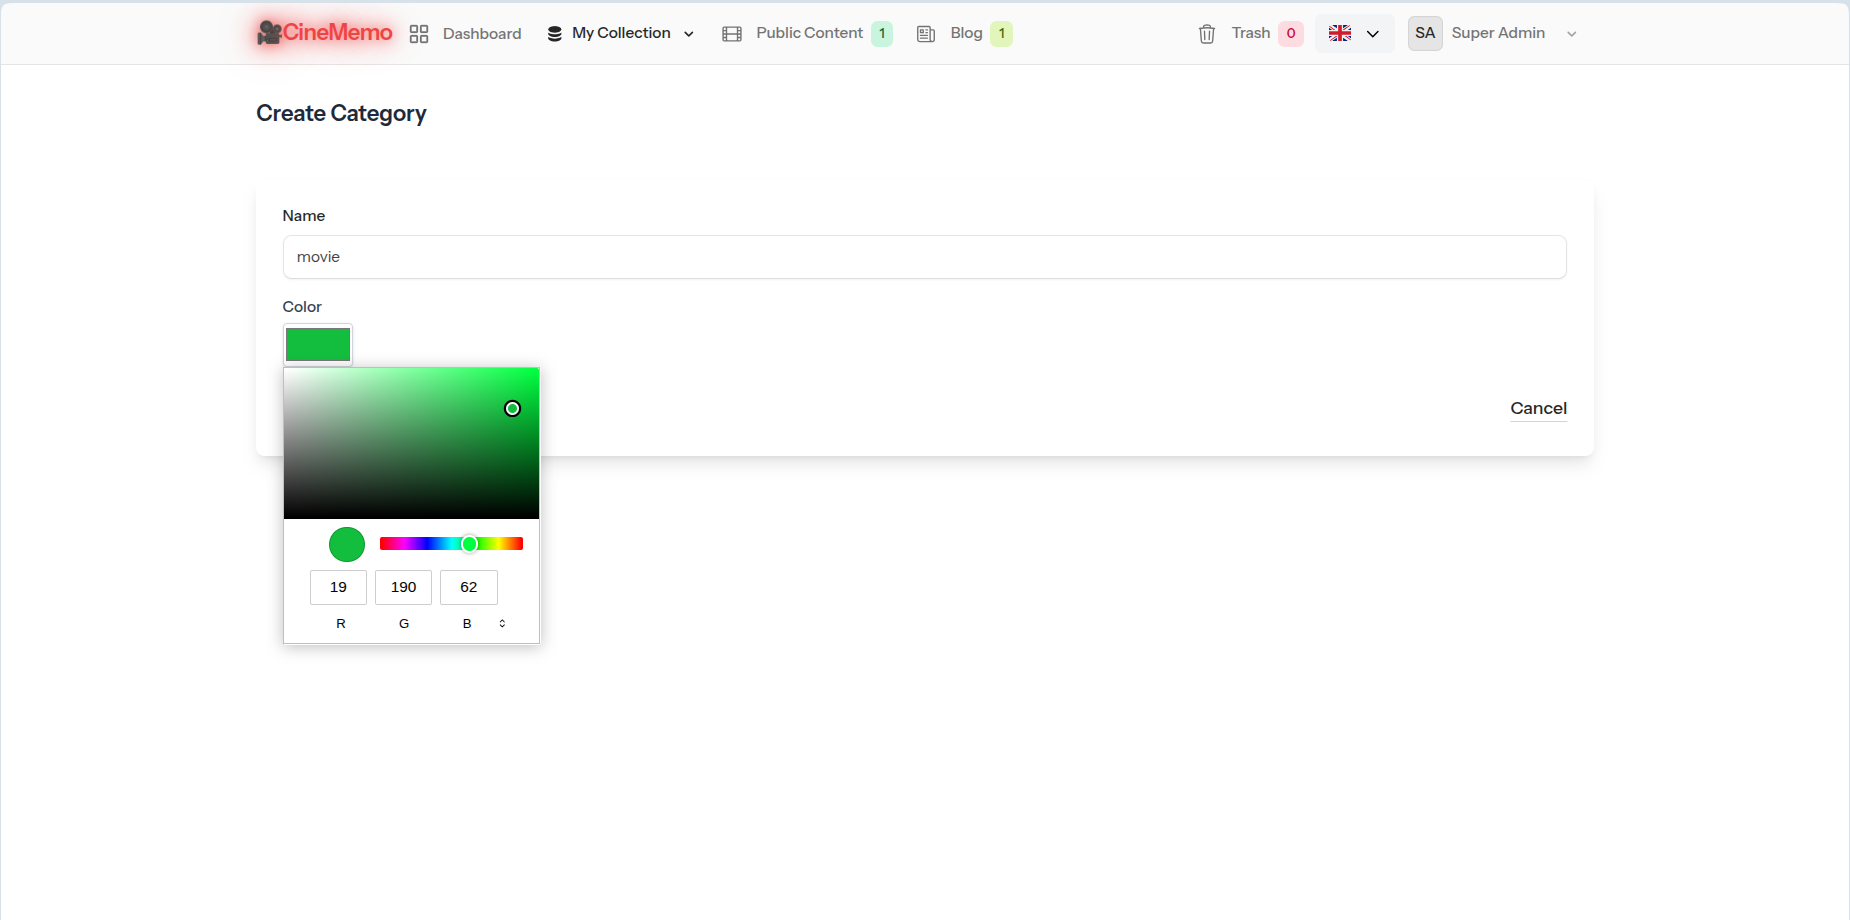 CineMemo Dashboard My Collection Public Content 1 Blog 1 Trash 0 SA Super Admin
Create Category
Name
movie
Color
Cancel
19 190 62
R G B